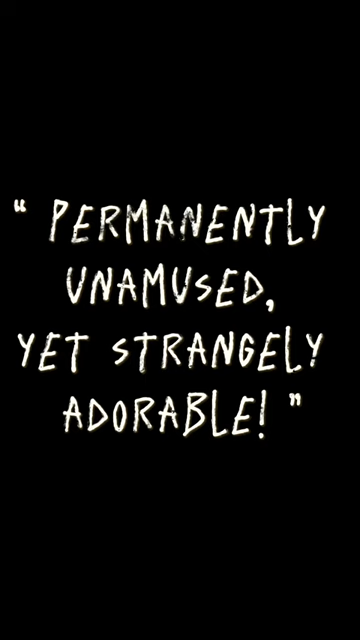 “ PERMANENTLY
UNAMUSED,
YET STRANGELY
ADORABLE! ”